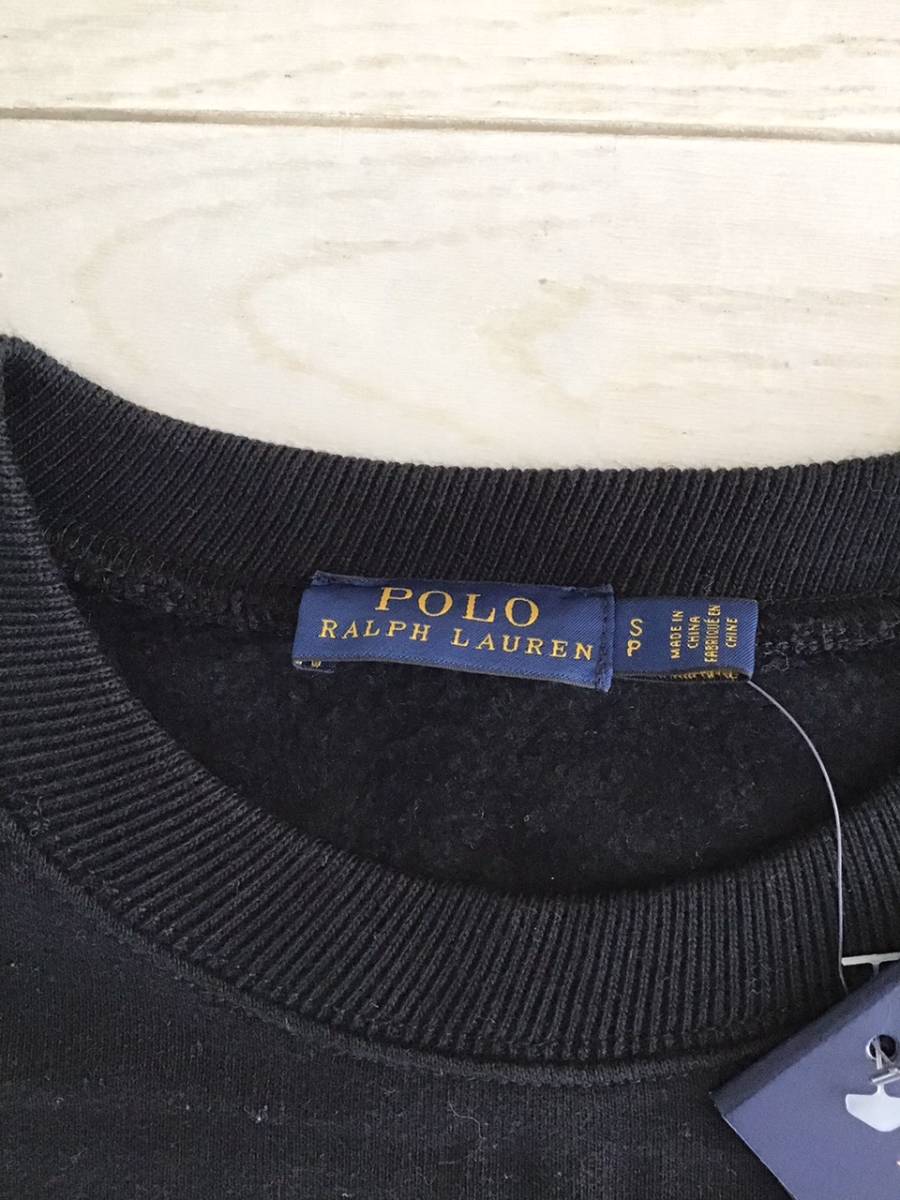 POLO
RALPH LAUREN
S
P
MADE IN
CHINA
FABRIQUÉ EN
CHINE